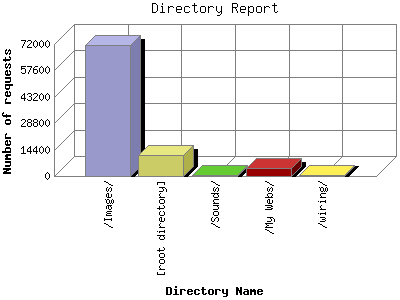 Directory Report
Number of requests
72000
57600
43200
28800
14400
0
/Images/
[root directory]
/Sounds/
/My Webs/
/wiring/
Directory Name